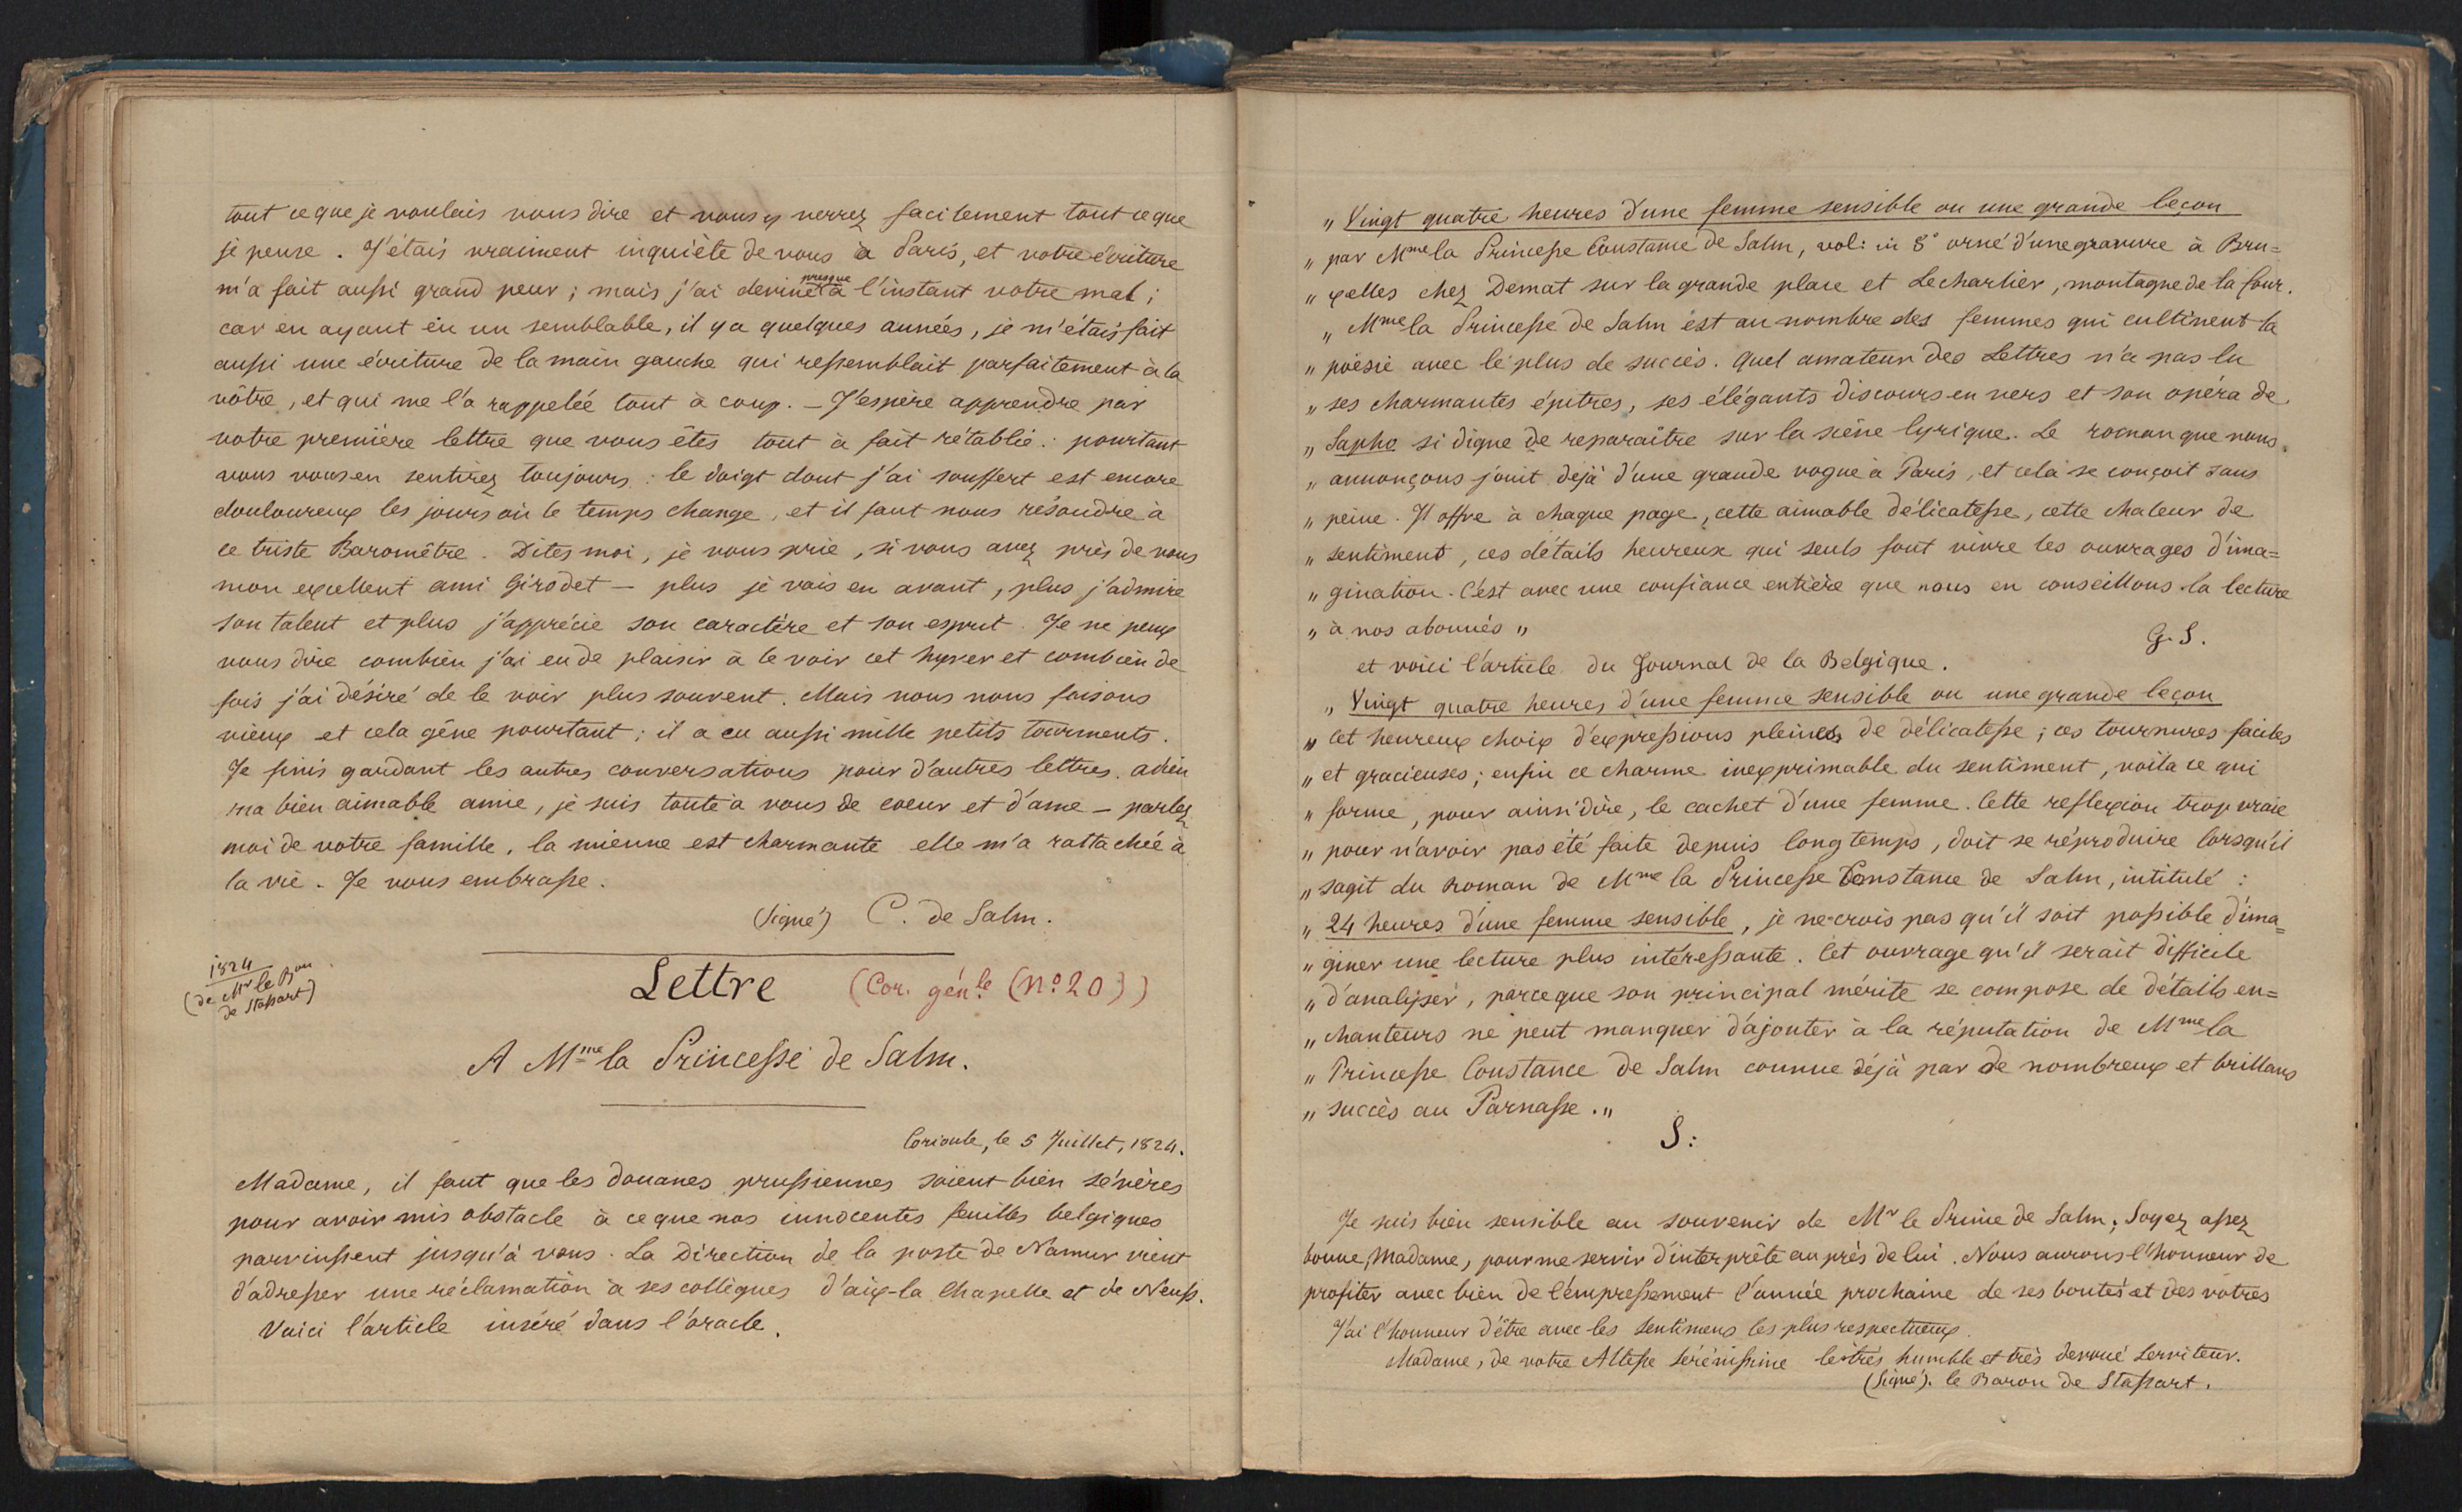 tout ce que je voulais vous dire et vous y verrez facilement tout ce que
je pense. J'étais vraiment inquiète de vous à Paris, et votre écriture
m'a fait aussi grand peur ; mais j'ai deviné presque à l'instant votre mal ;
car en ayant eu un semblable, il y a quelques années, je m'étais fait
aussi une écriture de la main gauche qui ressemblait parfaitement à la
vôtre, et qui me l'a rappelée tout à coup. — J'espère apprendre par
votre première lettre que vous êtes tout à fait rétablie : pourtant
vous vous en sentirez toujours : le doigt dont j'ai souffert est encore
douloureux les jours où le temps change, et il faut nous résoudre à
ce triste Baromètre. Dites moi, je vous prie, si vous avez près de vous
mon excellent ami Girodet — plus je vais en avant, plus j'admire
son talent et plus j'apprécie son caractère et son esprit. Je ne peux
vous dire combien j'ai eu de plaisir à le voir cet hyver et combien de
fois j'ai désiré de le voir plus souvent. Mais nous nous faisons
vieux et cela gêne pourtant ; il a eu aussi mille petits tourments.
Je finis gardant les autres conversations pour d'autres lettres. adieu
ma bien aimable amie, je suis toute à vous de coeur et d'ame — parlez
moi de votre famille, la mienne est charmante elle m'a rattachée à
la vie. Je vous embrasse.
(Signé) C. de Salm.
1824
(de Mr le Bon
de Stassart)
Lettre (Cor. génle (No 20))
A Mme la Princesse de Salm.
Corioule, le 5 Juillet, 1824.
Madame, il faut que les douanes prussiennes soient bien sévères
pour avoir mis obstacle à ce que nos innocentes feuilles belgiques
parvinssent jusqu'à vous. La Direction de la poste de Namur vient
d'adresser une réclamation à ses collègues d'aix-la Chapelle et de Neuss.
Voici l'article inséré dans l'oracle.
" Vingt quatre heures d'une femme sensible ou une grande leçon
" par Mme la Princesse Constance de Salm, vol: in 8° orné d'une gravure à Bru=
" xelles chez Demat sur la grande place et Lecharlier, montagne de la Cour.
" Mme la Princesse de Salm est au nombre des femmes qui cultivent la
" poésie avec le plus de succès. Quel amateur des Lettres n'a pas lu
" ses charmantes épitres, ses élégants discours en vers et son opéra de
" Sapho si digne de reparaître sur la scène lyrique. Le roman que nous
" annonçons jouit dejà d'une grande vogue à Paris, et cela se conçoit sans
" peine. Il offre à chaque page, cette aimable délicatesse, cette chaleur de
" sentiment, ces détails heureux qui seuls font vivre les ouvrages d'ima=
" gination. C'est avec une confiance entière que nous en conseillons la lecture
" à nos abonnés "
G. S.
et voici l'article du Journal de la Belgique.
" Vingt quatre heures d'une femme sensible ou une grande leçon
" Cet heureux choix d'expressions pleines de délicatesse ; ces tournures faciles
" et gracieuses ; enfin ce charme inexprimable du sentiment, voilà ce qui
" forme, pour ainsi dire, le cachet d'une femme. Cette reflexion trop vraie
" pour n'avoir pas été faite depuis long temps, doit se réproduire lorsqu'il
" sagit du roman de Mme la Princesse Constance de Salm, intitulé :
" 24 heures d'une femme sensible, je ne crois pas qu'il soit possible d'ima=
" giner une lecture plus intéressante. Cet ouvrage qu'il serait difficile
" d'analyser, parceque son principal mérite se compose de détails en=
" chanteurs ne peut manquer d'ajouter à la réputation de Mme la
" Princesse Constance de Salm connue déjà par de nombreux et brillans
" succès au Parnasse. "
S :
Je suis bien sensible au souvenir de Mr le Prince de Salm ; Soyez assez
bonne, Madame, pour me servir d'interprète auprès de lui. Nous aurons l'honneur de
profiter avec bien de l'empressement l'année prochaine de ses bontés et des votres
J'ai l'honneur d'être avec les sentimens les plus respectueux.
Madame, de votre Altesse Sérénissime le très humble et très devoué Serviteur.
(Signé). le Baron de Stassart.